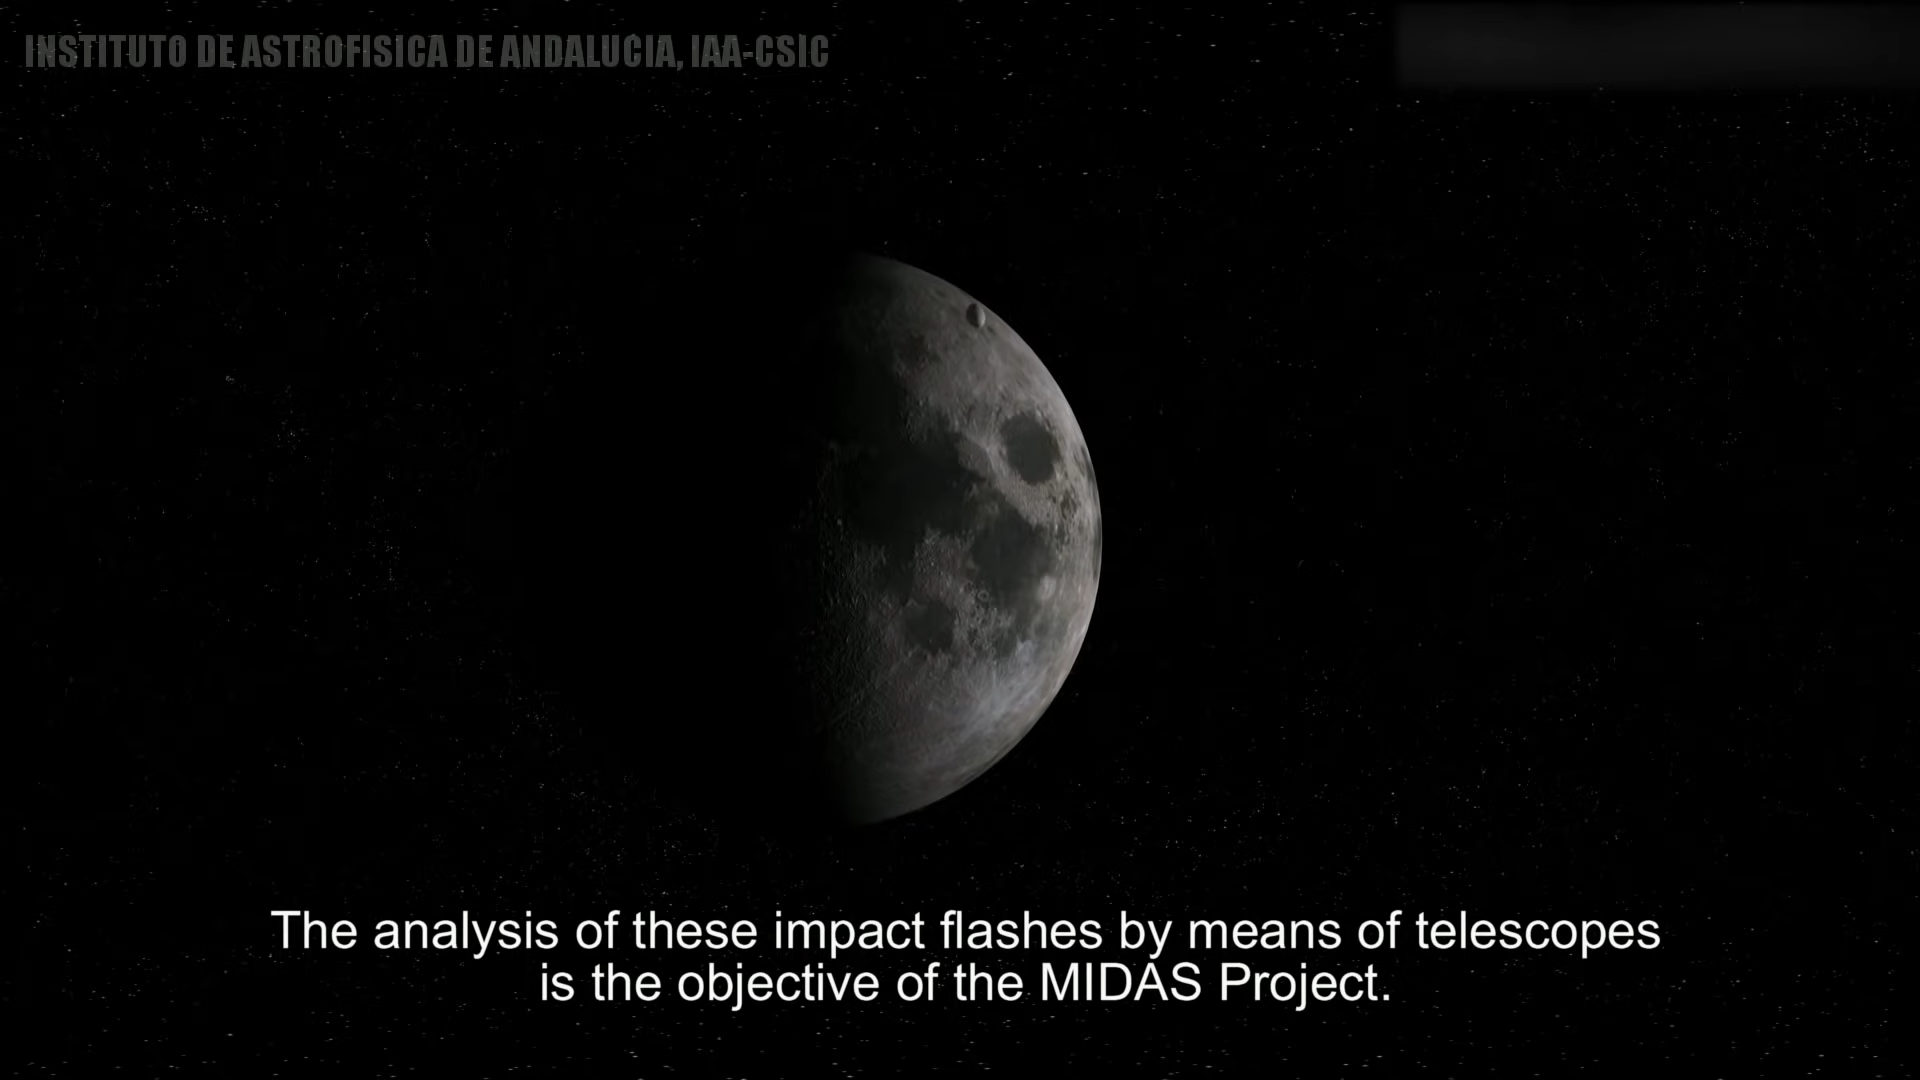 INSTITUTO DE ASTROFISICA DE ANDALUCIA, IAA-CSIC
The analysis of these impact flashes by means of telescopes
is the objective of the MIDAS Project.